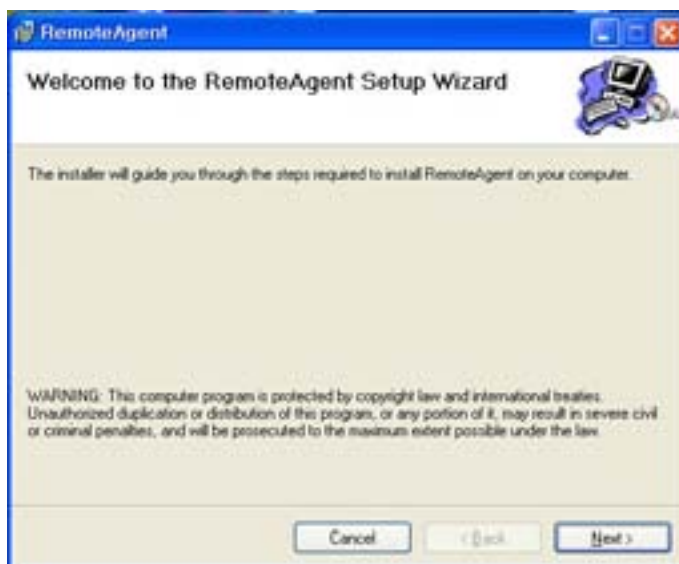 RemoteAgent
Welcome to the RemoteAgent Setup Wizard
The installer will guide you through the steps required to install RemoteAgent on your computer.
WARNING: This computer program is protected by copyright law and international treaties.
Unauthorized duplication or distribution of this program, or any portion of it, may result in severe civil
or criminal penalties, and will be prosecuted to the maximum extent possible under the law.
Cancel
< Back
Next >